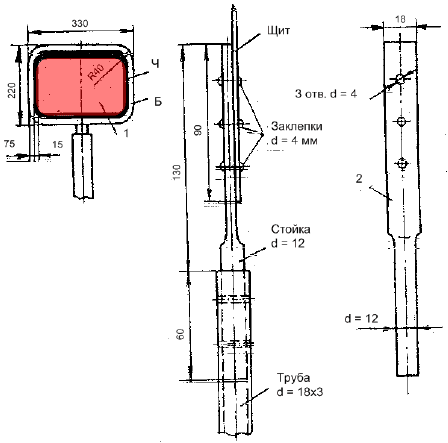 330
220
R40
Ч
Б
1
75
15
Щит
130
90
Заклепки
d = 4 мм
Стойка
d = 12
60
Труба
d = 18x3
18
3 отв. d = 4
2
d = 12